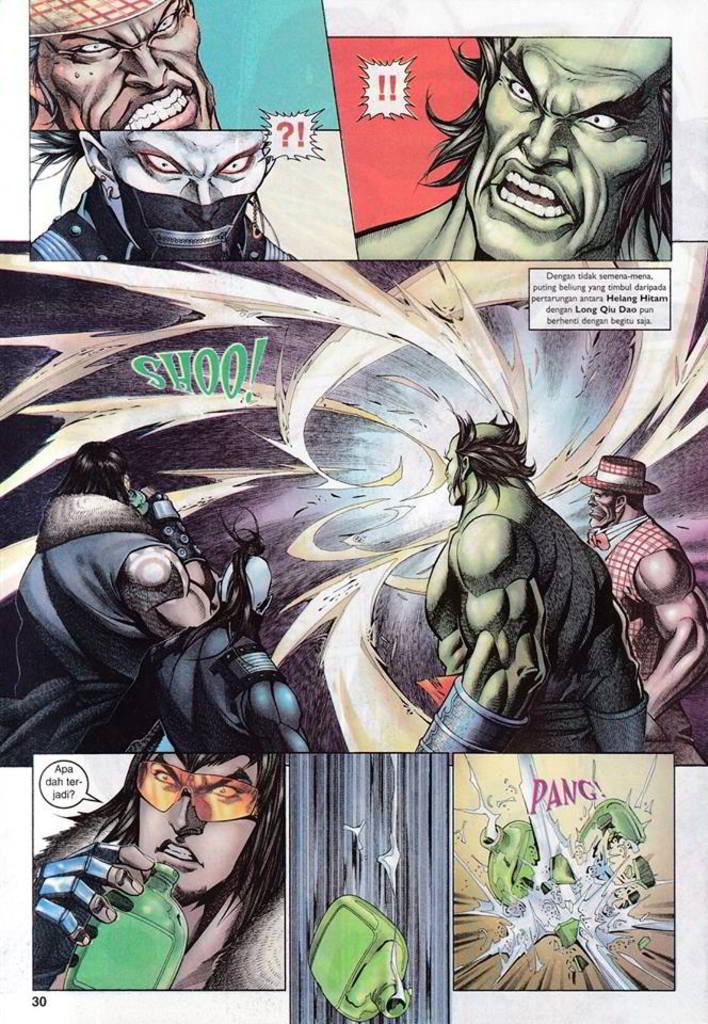 !!
?!
Dengan tidak semena-mena,
puting beliung yang timbul daripada
pertarungan antara Helang Hitam
dengan Long Qiu Dao pun
berhenti dengan begitu saja.
SHOO!
Apa
dah ter-
jadi?
PANG!
30